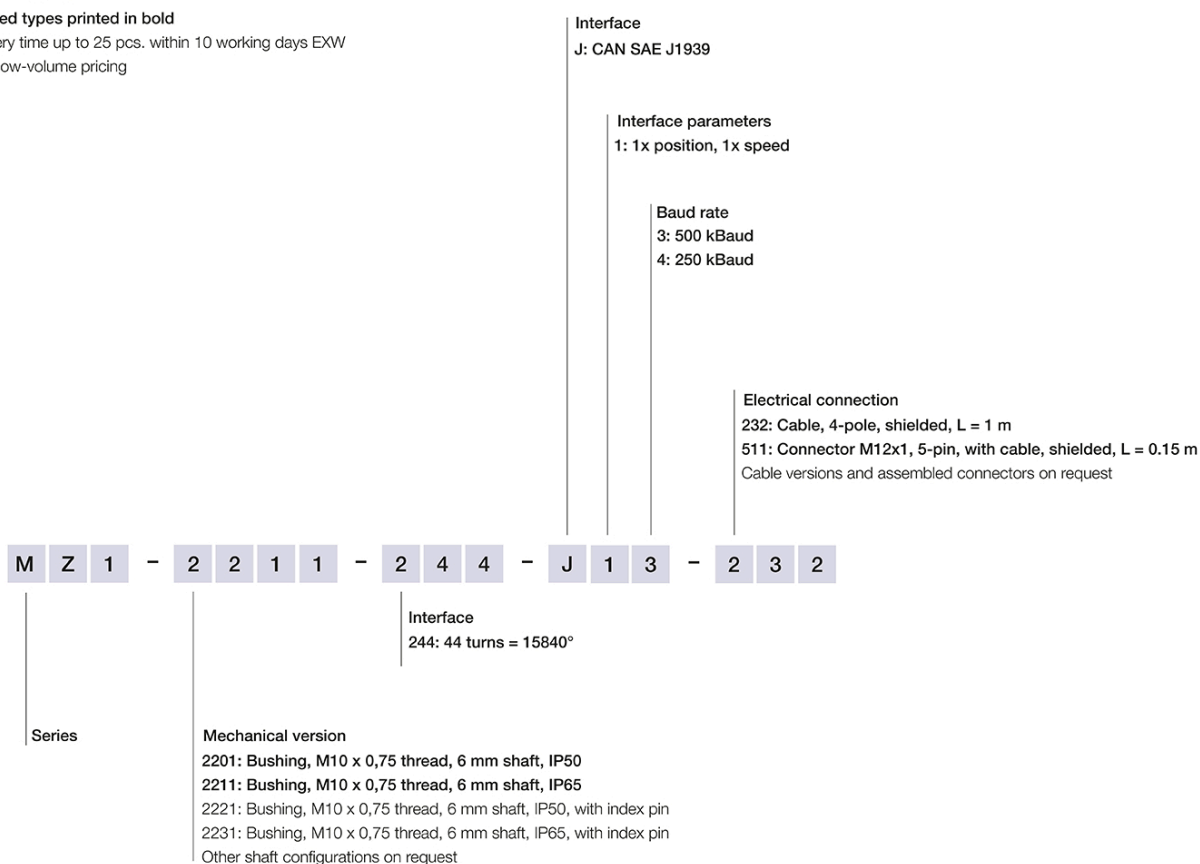 ed types printed in bold
ery time up to 25 pcs. within 10 working days EXW
ow-volume pricing
Interface
J: CAN SAE J1939
Interface parameters
1: 1x position, 1x speed
Baud rate
3: 500 kBaud
4: 250 kBaud
Electrical connection
232: Cable, 4-pole, shielded, L = 1 m
511: Connector M12x1, 5-pin, with cable, shielded, L = 0.15 m
Cable versions and assembled connectors on request
M Z 1 - 2 2 1 1 - 2 4 4 - J 1 3 - 2 3 2
Interface
244: 44 turns = 15840°
Series
Mechanical version
2201: Bushing, M10 x 0,75 thread, 6 mm shaft, IP50
2211: Bushing, M10 x 0,75 thread, 6 mm shaft, IP65
2221: Bushing, M10 x 0,75 thread, 6 mm shaft, IP50, with index pin
2231: Bushing, M10 x 0,75 thread, 6 mm shaft, IP65, with index pin
Other shaft configurations on request